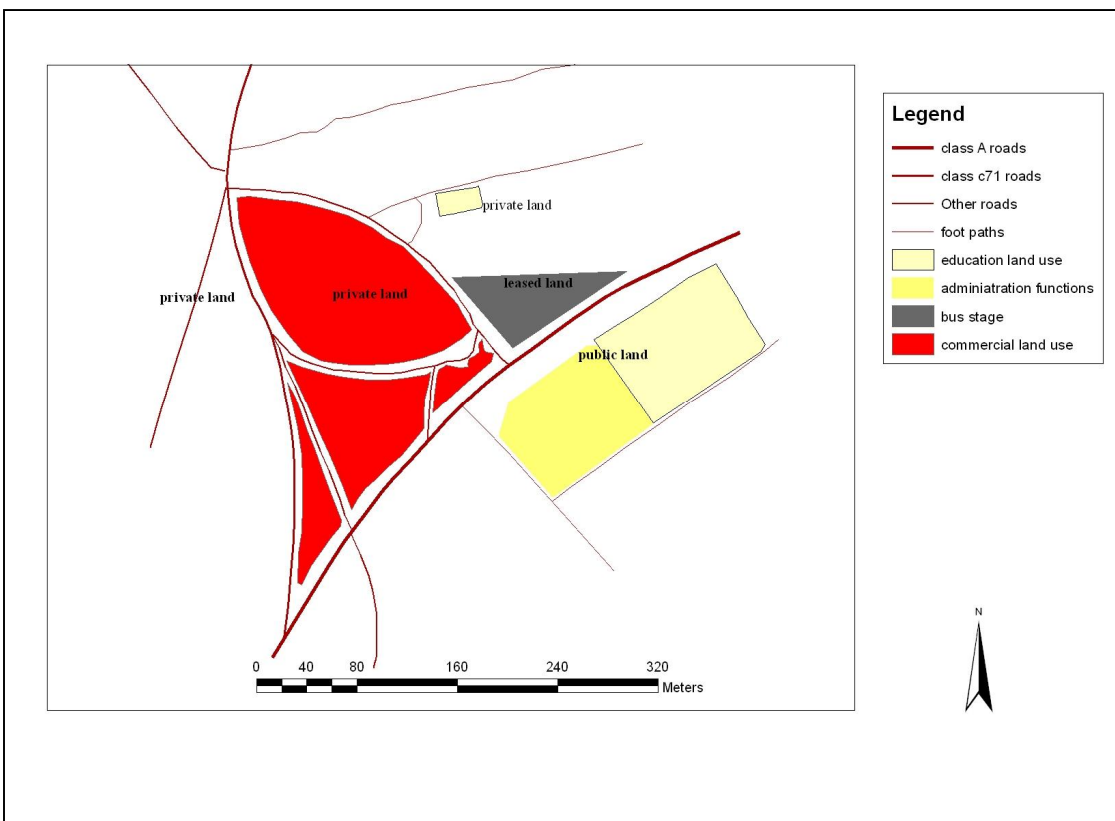 private land
leased land
private land
private land
public land
0 40 80 160 240 320
Meters
Legend
class A roads
class c71 roads
Other roads
foot paths
education land use
adminiatration functions
bus stage
commercial land use
N